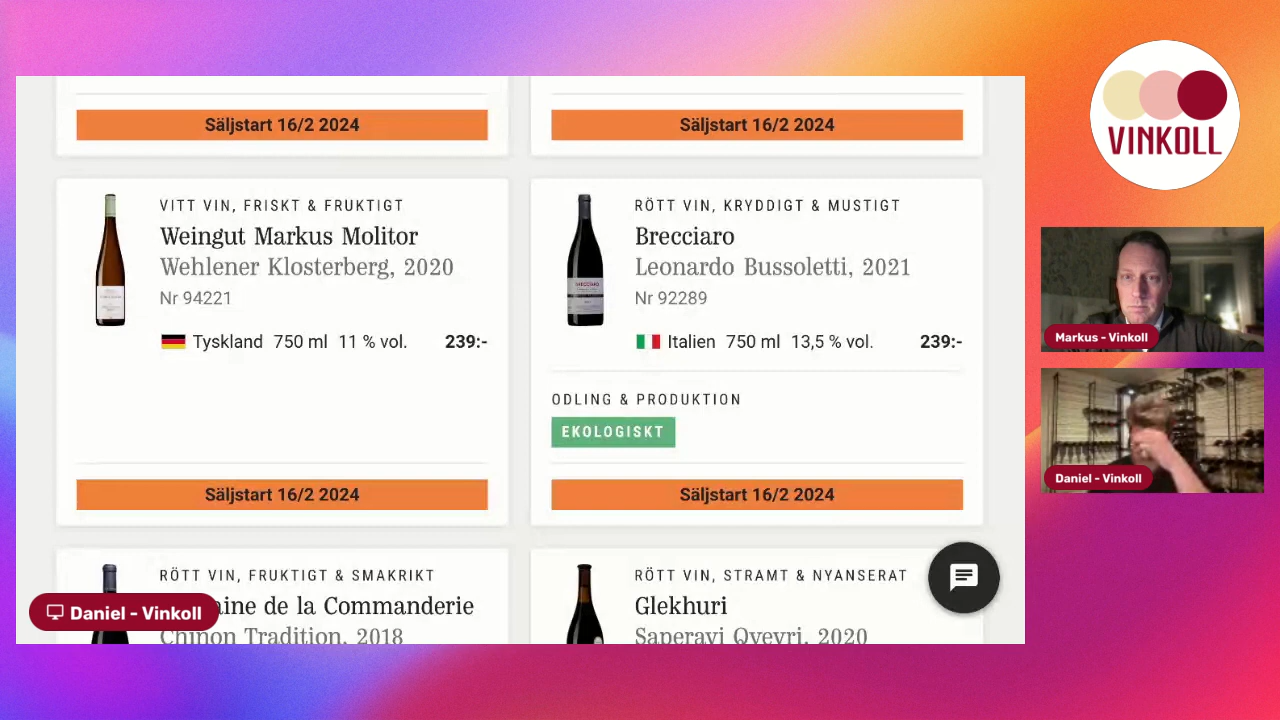 Säljstart 16/2 2024
Säljstart 16/2 2024
VINKOLL
VITT VIN, FRISKT & FRUKTIGT
Weingut Markus Molitor
Wehlener Klosterberg, 2020
Nr 94221
Tyskland 750 ml 11 % vol. 239:-
Säljstart 16/2 2024
RÖTT VIN, KRYDDIGT & MUSTIGT
Brecciaro
Leonardo Bussoletti, 2021
Nr 92289
Italien 750 ml 13,5 % vol. 239:-
ODLING & PRODUKTION
EKOLOGISKT
Säljstart 16/2 2024
Markus - Vinkoll
Daniel - Vinkoll
RÖTT VIN, FRUKTIGT & SMAKRIKT
de la Commanderie
Chinon Tradition, 2018
RÖTT VIN, STRAMT & NYANSERAT
Glekhuri
Saperavi Qvevri, 2020
Daniel - Vinkoll